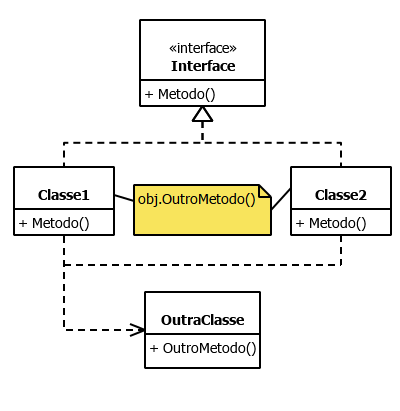 «interface»
Interface
+ Metodo()
Classe1
+ Metodo()
obj.OutroMetodo()
Classe2
+ Metodo()
OutraClasse
+ OutroMetodo()